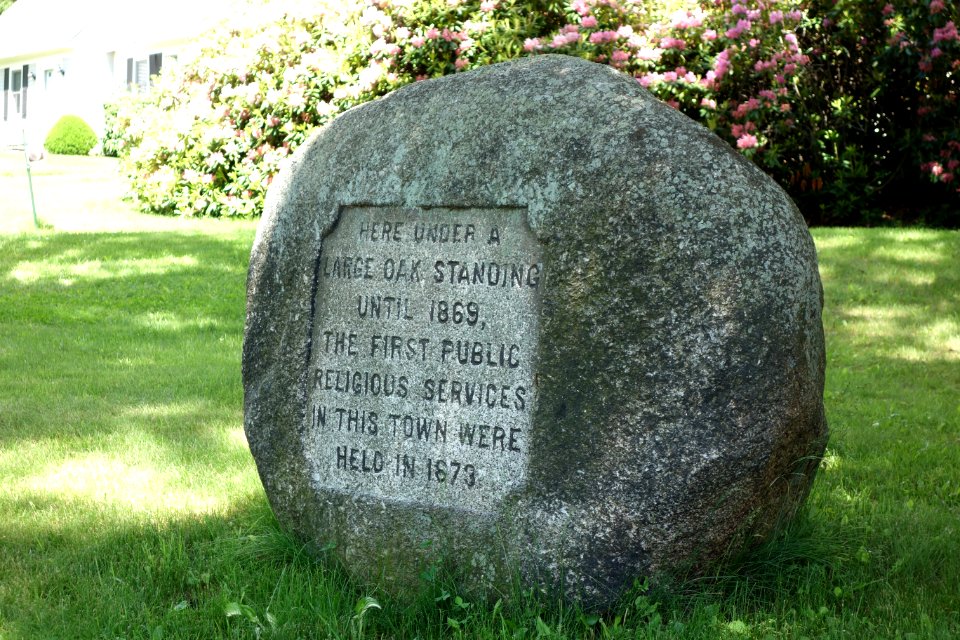 HERE UNDER A
LARGE OAK STANDING
UNTIL 1869,
THE FIRST PUBLIC
RELIGIOUS SERVICES
IN THIS TOWN WERE
HELD IN 1673.